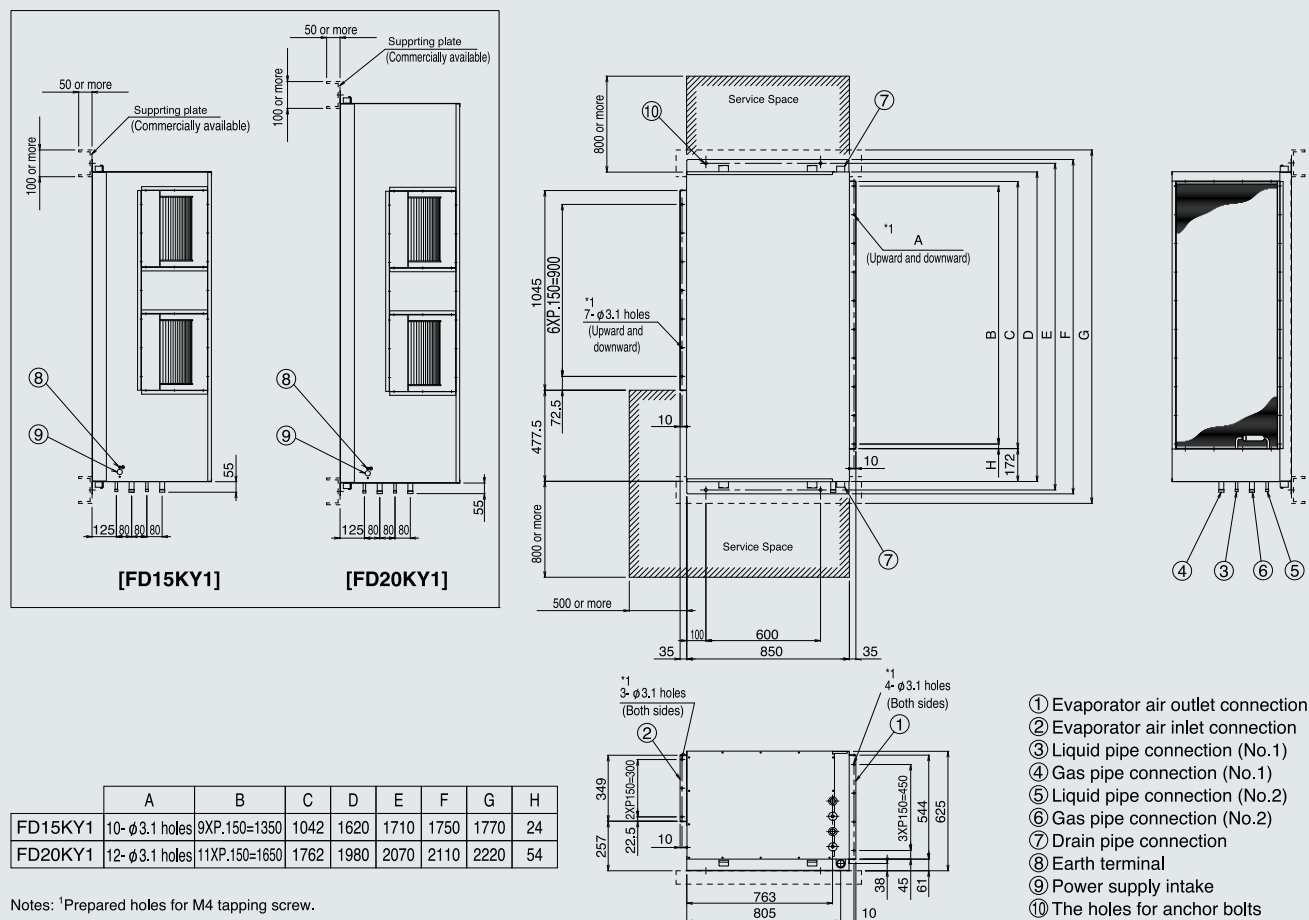 50 or more
Supprting plate
(Commercially available)
100 or more
50 or more
Supprting plate
(Commercially available)
100 or more
8
9
55
125 80 80 80
[FD15KY1]
8
9
55
125 80 80 80
[FD20KY1]
Service Space
800 or more
10
7
*1
A
(Upward and downward)
1045
6XP.150=900
*1
7- φ3.1 holes
(Upward and
downward)
72.5
477.5
10
B
C
D
E
F
G
H
172
10
800 or more
Service Space
7
500 or more
100 600
35 850 35
4 3 6 5
*1
3- φ3.1 holes
(Both sides)
2
*1
4- φ3.1 holes
(Both sides)
1
349
2XP150=300
257
22.5
10
3XP150=450
544
625
38
45
61
763
805 10
1 Evaporator air outlet connection
2 Evaporator air inlet connection
3 Liquid pipe connection (No.1)
4 Gas pipe connection (No.1)
5 Liquid pipe connection (No.2)
6 Gas pipe connection (No.2)
7 Drain pipe connection
8 Earth terminal
9 Power supply intake
10 The holes for anchor bolts
A B C D E F G H
FD15KY1 10- φ3.1 holes 9XP.150=1350 1042 1620 1710 1750 1770 24
FD20KY1 12- φ3.1 holes 11XP.150=1650 1762 1980 2070 2110 2220 54
Notes: 1Prepared holes for M4 tapping screw.